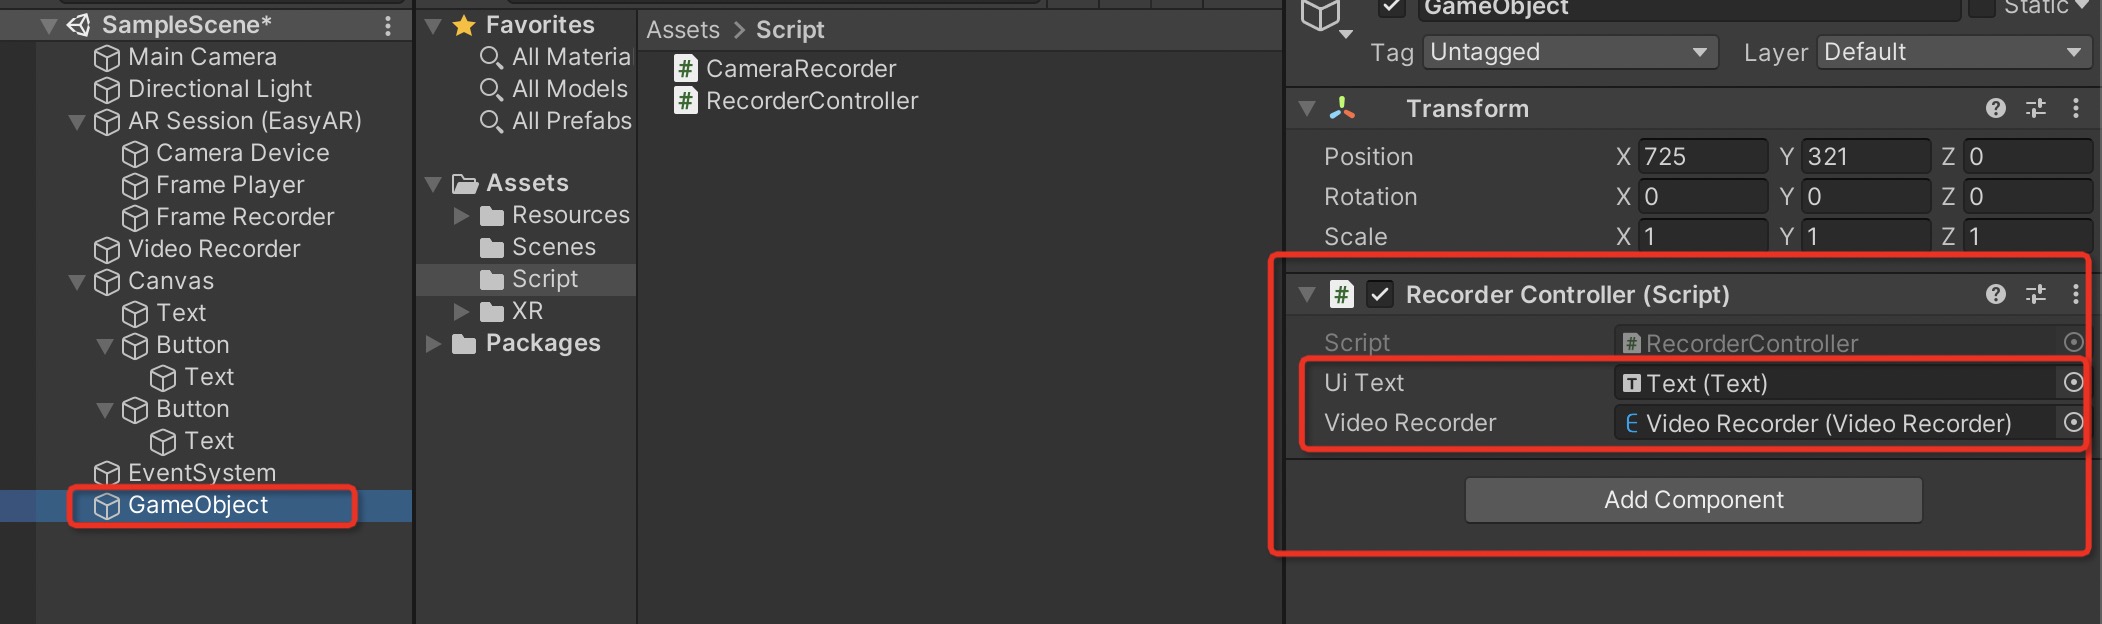 SampleScene*
Main Camera
Directional Light
AR Session (EasyAR)
Camera Device
Frame Player
Frame Recorder
Video Recorder
Canvas
Text
Button
Text
Button
Text
EventSystem
GameObject
Favorites
All Materia
All Models
All Prefabs
Assets
Resources
Scenes
Script
XR
Packages
Assets > Script
# CameraRecorder
# RecorderController
GameObject
Static
Tag Untagged Layer Default
Transform
Position X 725 Y 321 Z 0
Rotation X 0 Y 0 Z 0
Scale X 1 Y 1 Z 1
# Recorder Controller (Script)
Script # RecorderController
Ui Text T Text (Text)
Video Recorder Video Recorder (Video Recorder)
Add Component